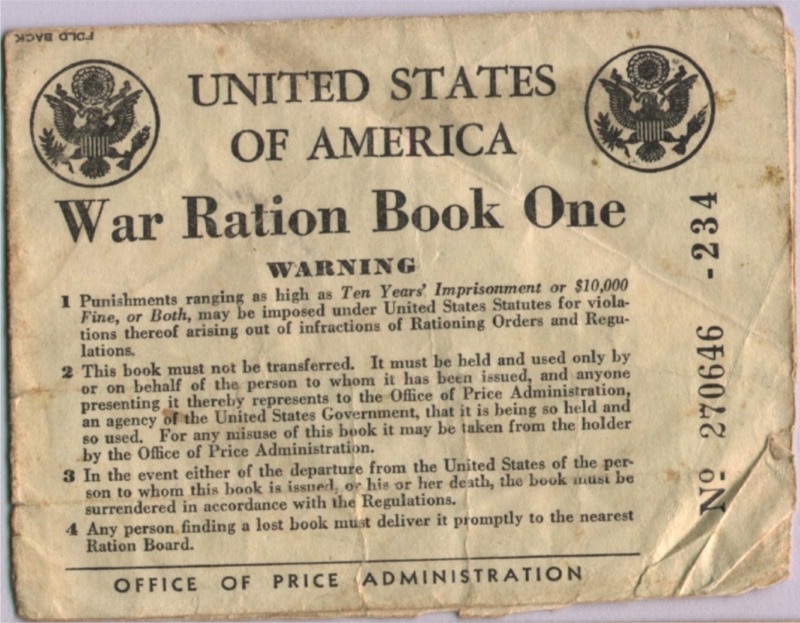 FOLD BACK
UNITED STATES
OF AMERICA
War Ration Book One
WARNING
1 Punishments ranging as high as Ten Years' Imprisonment or $10,000
Fine, or Both, may be imposed under United States Statutes for viola-
tions thereof arising out of infractions of Rationing Orders and Regu-
lations.
2 This book must not be transferred. It must be held and used only by
or on behalf of the person to whom it has been issued, and anyone
presenting it thereby represents to the Office of Price Administration,
an agency of the United States Government, that it is being so held and
so used. For any misuse of this book it may be taken from the holder
by the Office of Price Administration.
3 In the event either of the departure from the United States of the per-
son to whom this book is issued, or his or her death, the book must be
surrendered in accordance with the Regulations.
4 Any person finding a lost book must deliver it promptly to the nearest
Ration Board.
OFFICE OF PRICE ADMINISTRATION
No 270646 -234